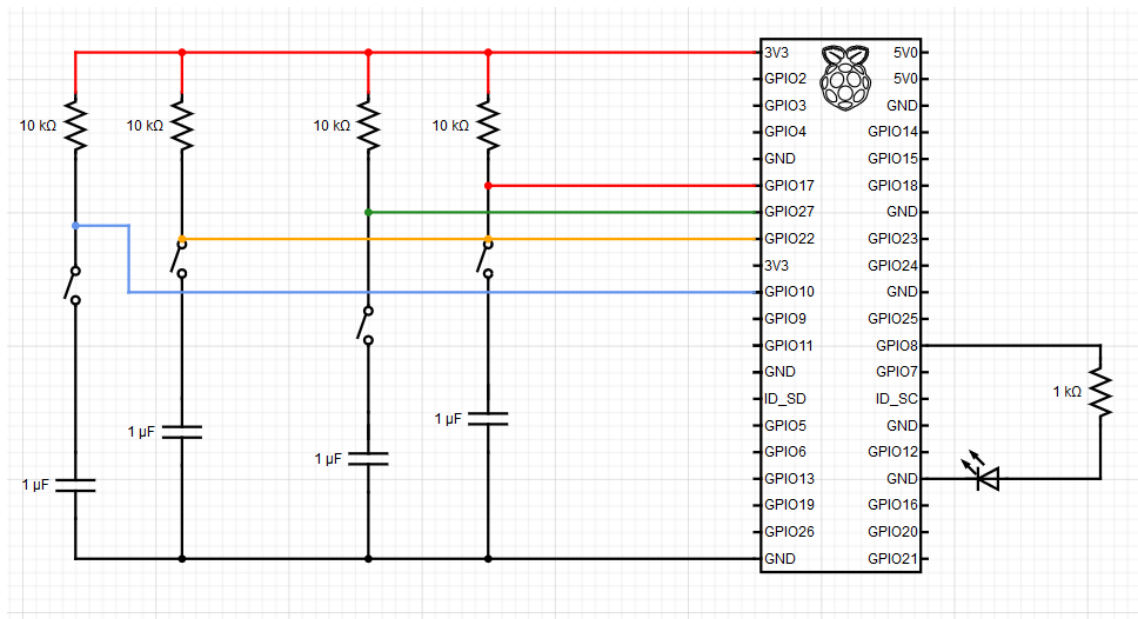 3V3 5V0
GPIO2 5V0
GPIO3 GND
10 kΩ 10 kΩ 10 kΩ 10 kΩ
GPIO4 GPIO14
GND GPIO15
GPIO17 GPIO18
GPIO27 GND
GPIO22 GPIO23
3V3 GPIO24
GPIO10 GND
GPIO9 GPIO25
GPIO11 GPIO8
GND GPIO7
1 kΩ
ID_SD ID_SC
1 µF
GPIO5 GND
1 µF
GPIO6 GPIO12
1 µF
GPIO13 GND
1 µF
GPIO19 GPIO16
GPIO26 GPIO20
GND GPIO21